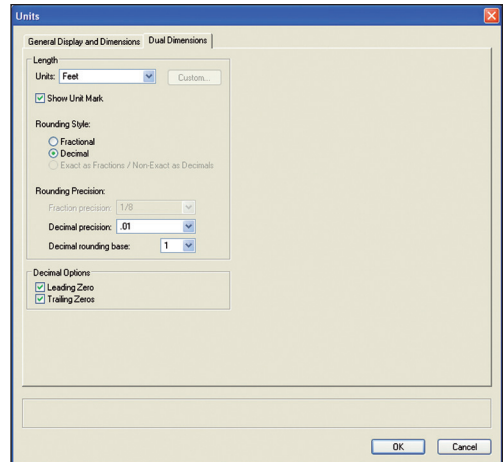 Units
General Display and Dimensions Dual Dimensions
Length
Units: Feet Custom...
Show Unit Mark
Rounding Style:
Fractional
Decimal
Exact as Fractions / Non-Exact as Decimals
Rounding Precision:
Fraction precision: 1/8
Decimal precision: .01
Decimal rounding base: 1
Decimal Options
Leading Zero
Trailing Zeros
OK Cancel